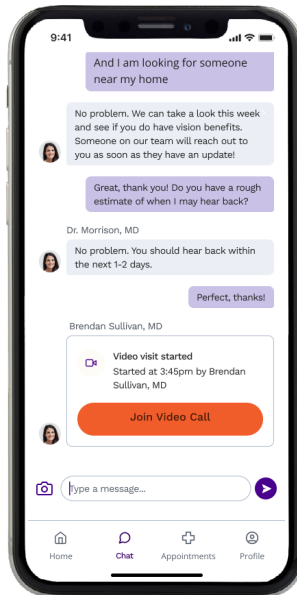 9:41
And I am looking for someone
near my home
No problem. We can take a look this week
and see if you do have vision benefits.
Someone on our team will reach out to
you as soon as they have an update!
Great, thank you! Do you have a rough
estimate of when I may hear back?
Dr. Morrison, MD
No problem. You should hear back within
the next 1-2 days.
Perfect, thanks!
Brendan Sullivan, MD
Video visit started
Started at 3:45pm by Brendan
Sullivan, MD
Join Video Call
Type a message...
Home
Chat
Appointments
Profile